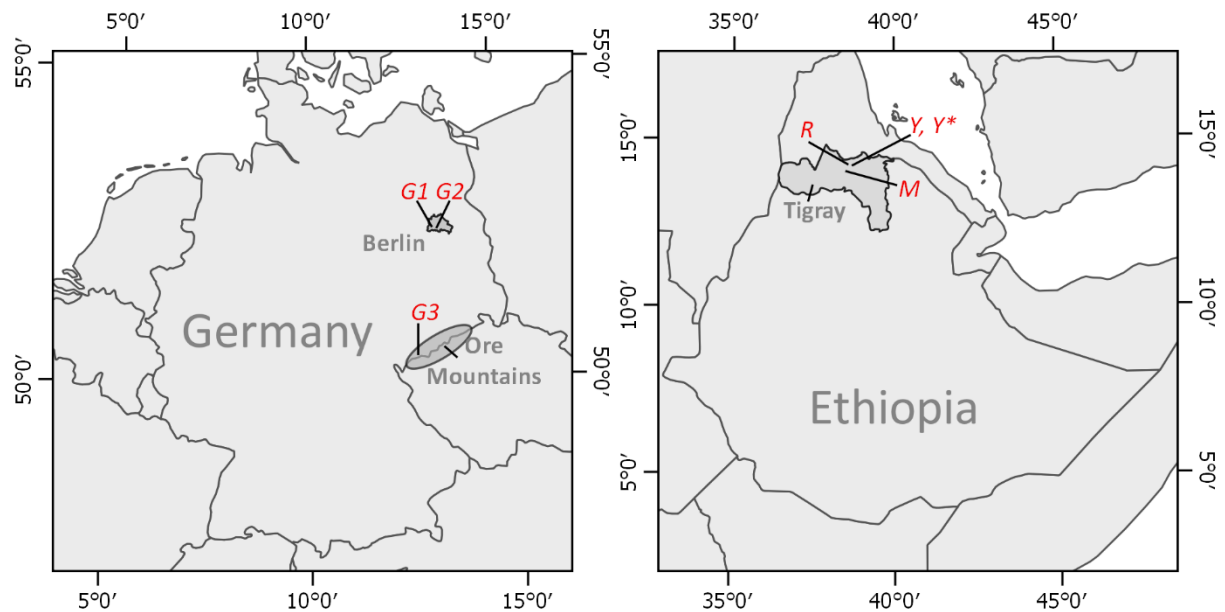 5°0′ 10°0′ 15°0′
55°0′
55°0′
G1 G2
Berlin
G3
Germany
Ore
Mountains
50°0′
50°0′
5°0′ 10°0′ 15°0′
35°0′ 40°0′ 45°0′
R
Y, Y*
15°0′
15°0′
M
Tigray
10°0′
10°0′
Ethiopia
5°0′
5°0′
35°0′ 40°0′ 45°0′